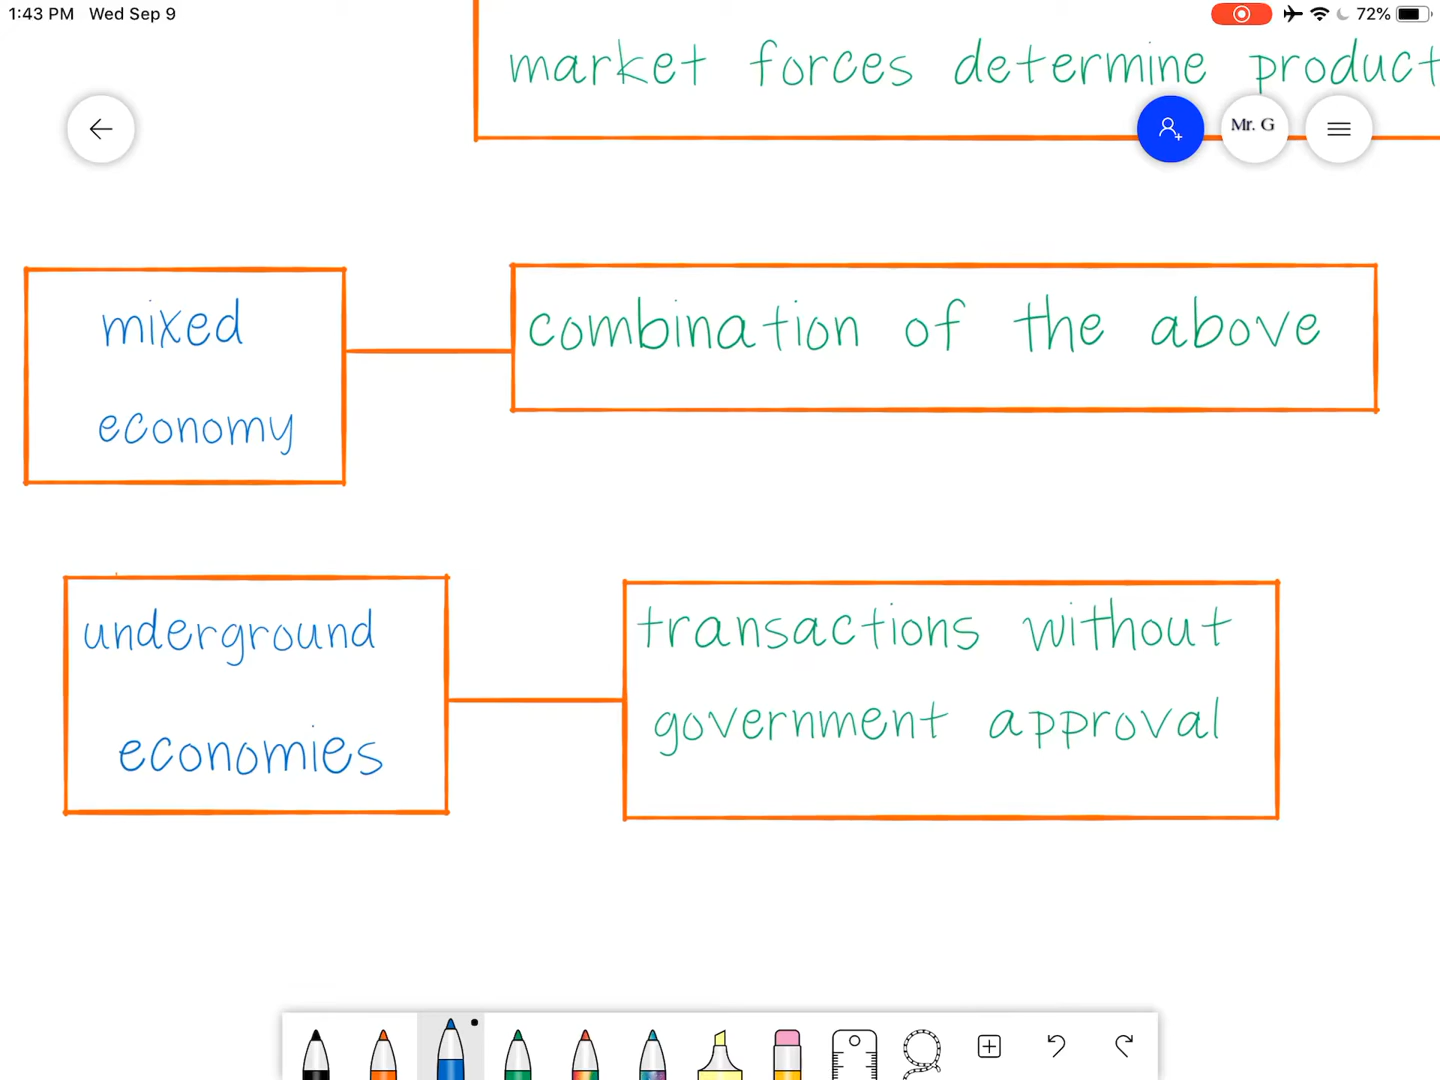 1:43 PM Wed Sep 9
72%
market forces determine product
Mr. G
mixed
economy
combination of the above
underground
economies
transactions without
government approval